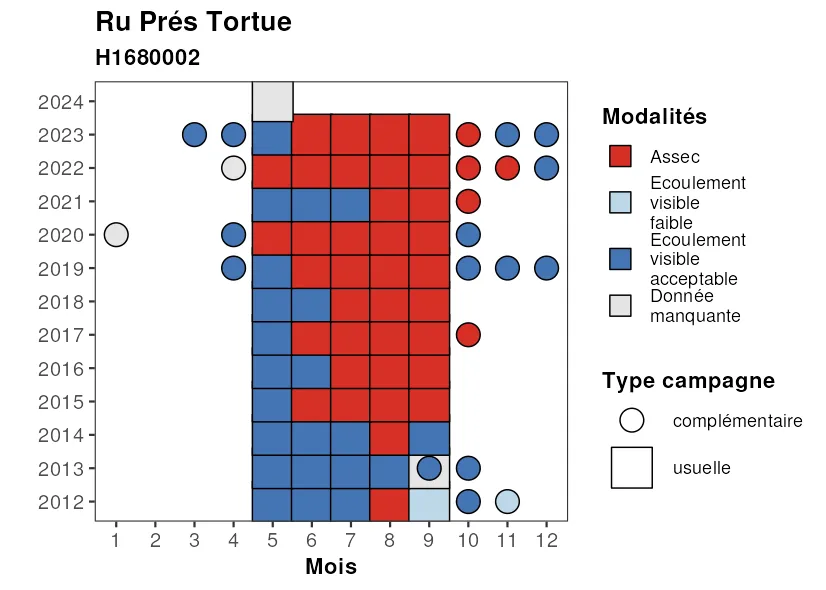 Ru Prés Tortue
H1680002
2024
2023
2022
2021
2020
2019
2018
2017
2016
2015
2014
2013
2012
1 2 3 4 5 6 7 8 9 10 11 12
Mois
Modalités
Assec
Ecoulement
visible
faible
Ecoulement
visible
acceptable
Donnée
manquante
Type campagne
complémentaire
usuelle